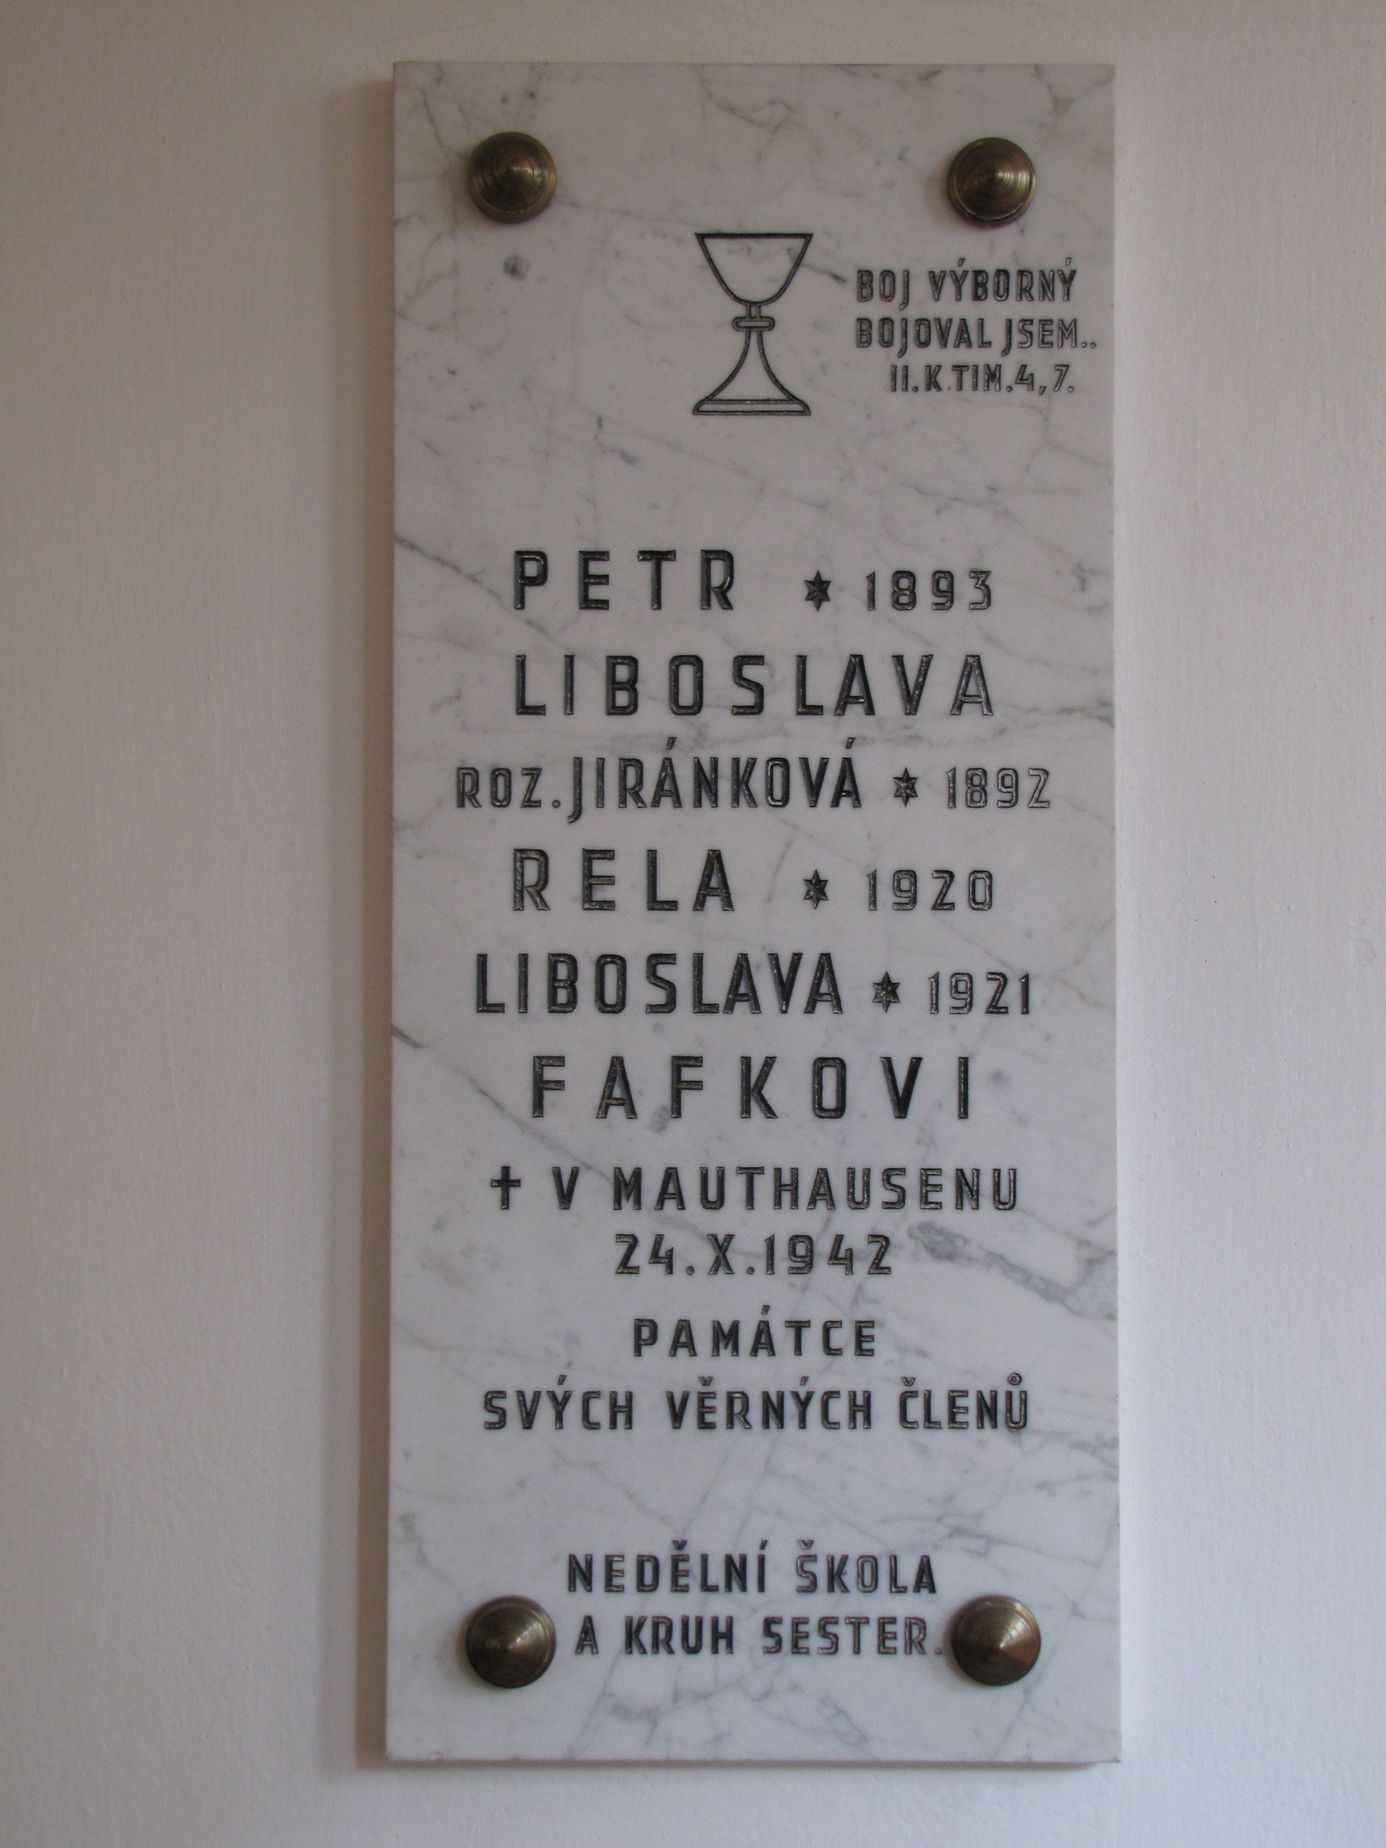 BOJ VÝBORNÝ
BOJOVAL JSEM..
II. K TIM. 4, 7.
PETR * 1893
LIBOSLAVA
ROZ. JIRÁNKOVÁ * 1892
RELA * 1920
LIBOSLAVA * 1921
FAFKOVI
✝ V MAUTHAUSENU
24. X. 1942
PAMÁTCE
SVÝCH VĚRNÝCH ČLENŮ
NEDĚLNÍ ŠKOLA
A KRUH SESTER.